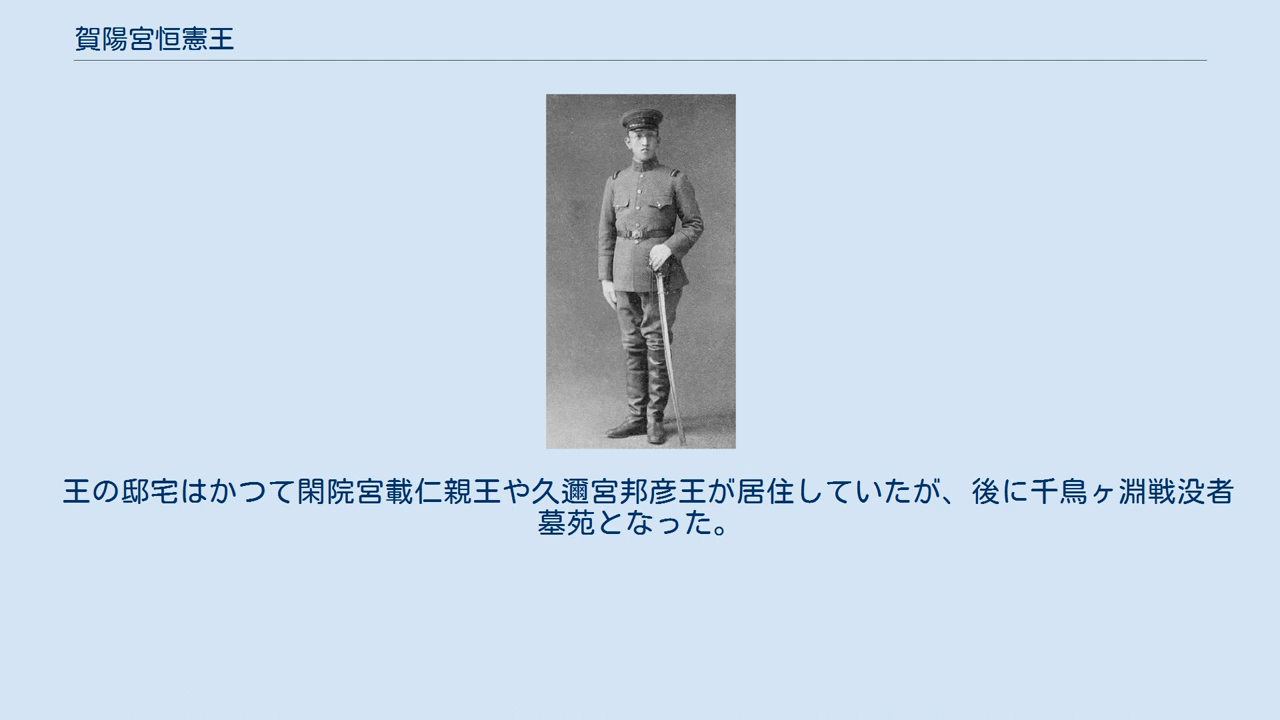 賀陽宮恒憲王
王の邸宅はかつて閑院宮載仁親王や久邇宮邦彦王が居住していたが、後に千鳥ヶ淵戦没者
墓苑となった。